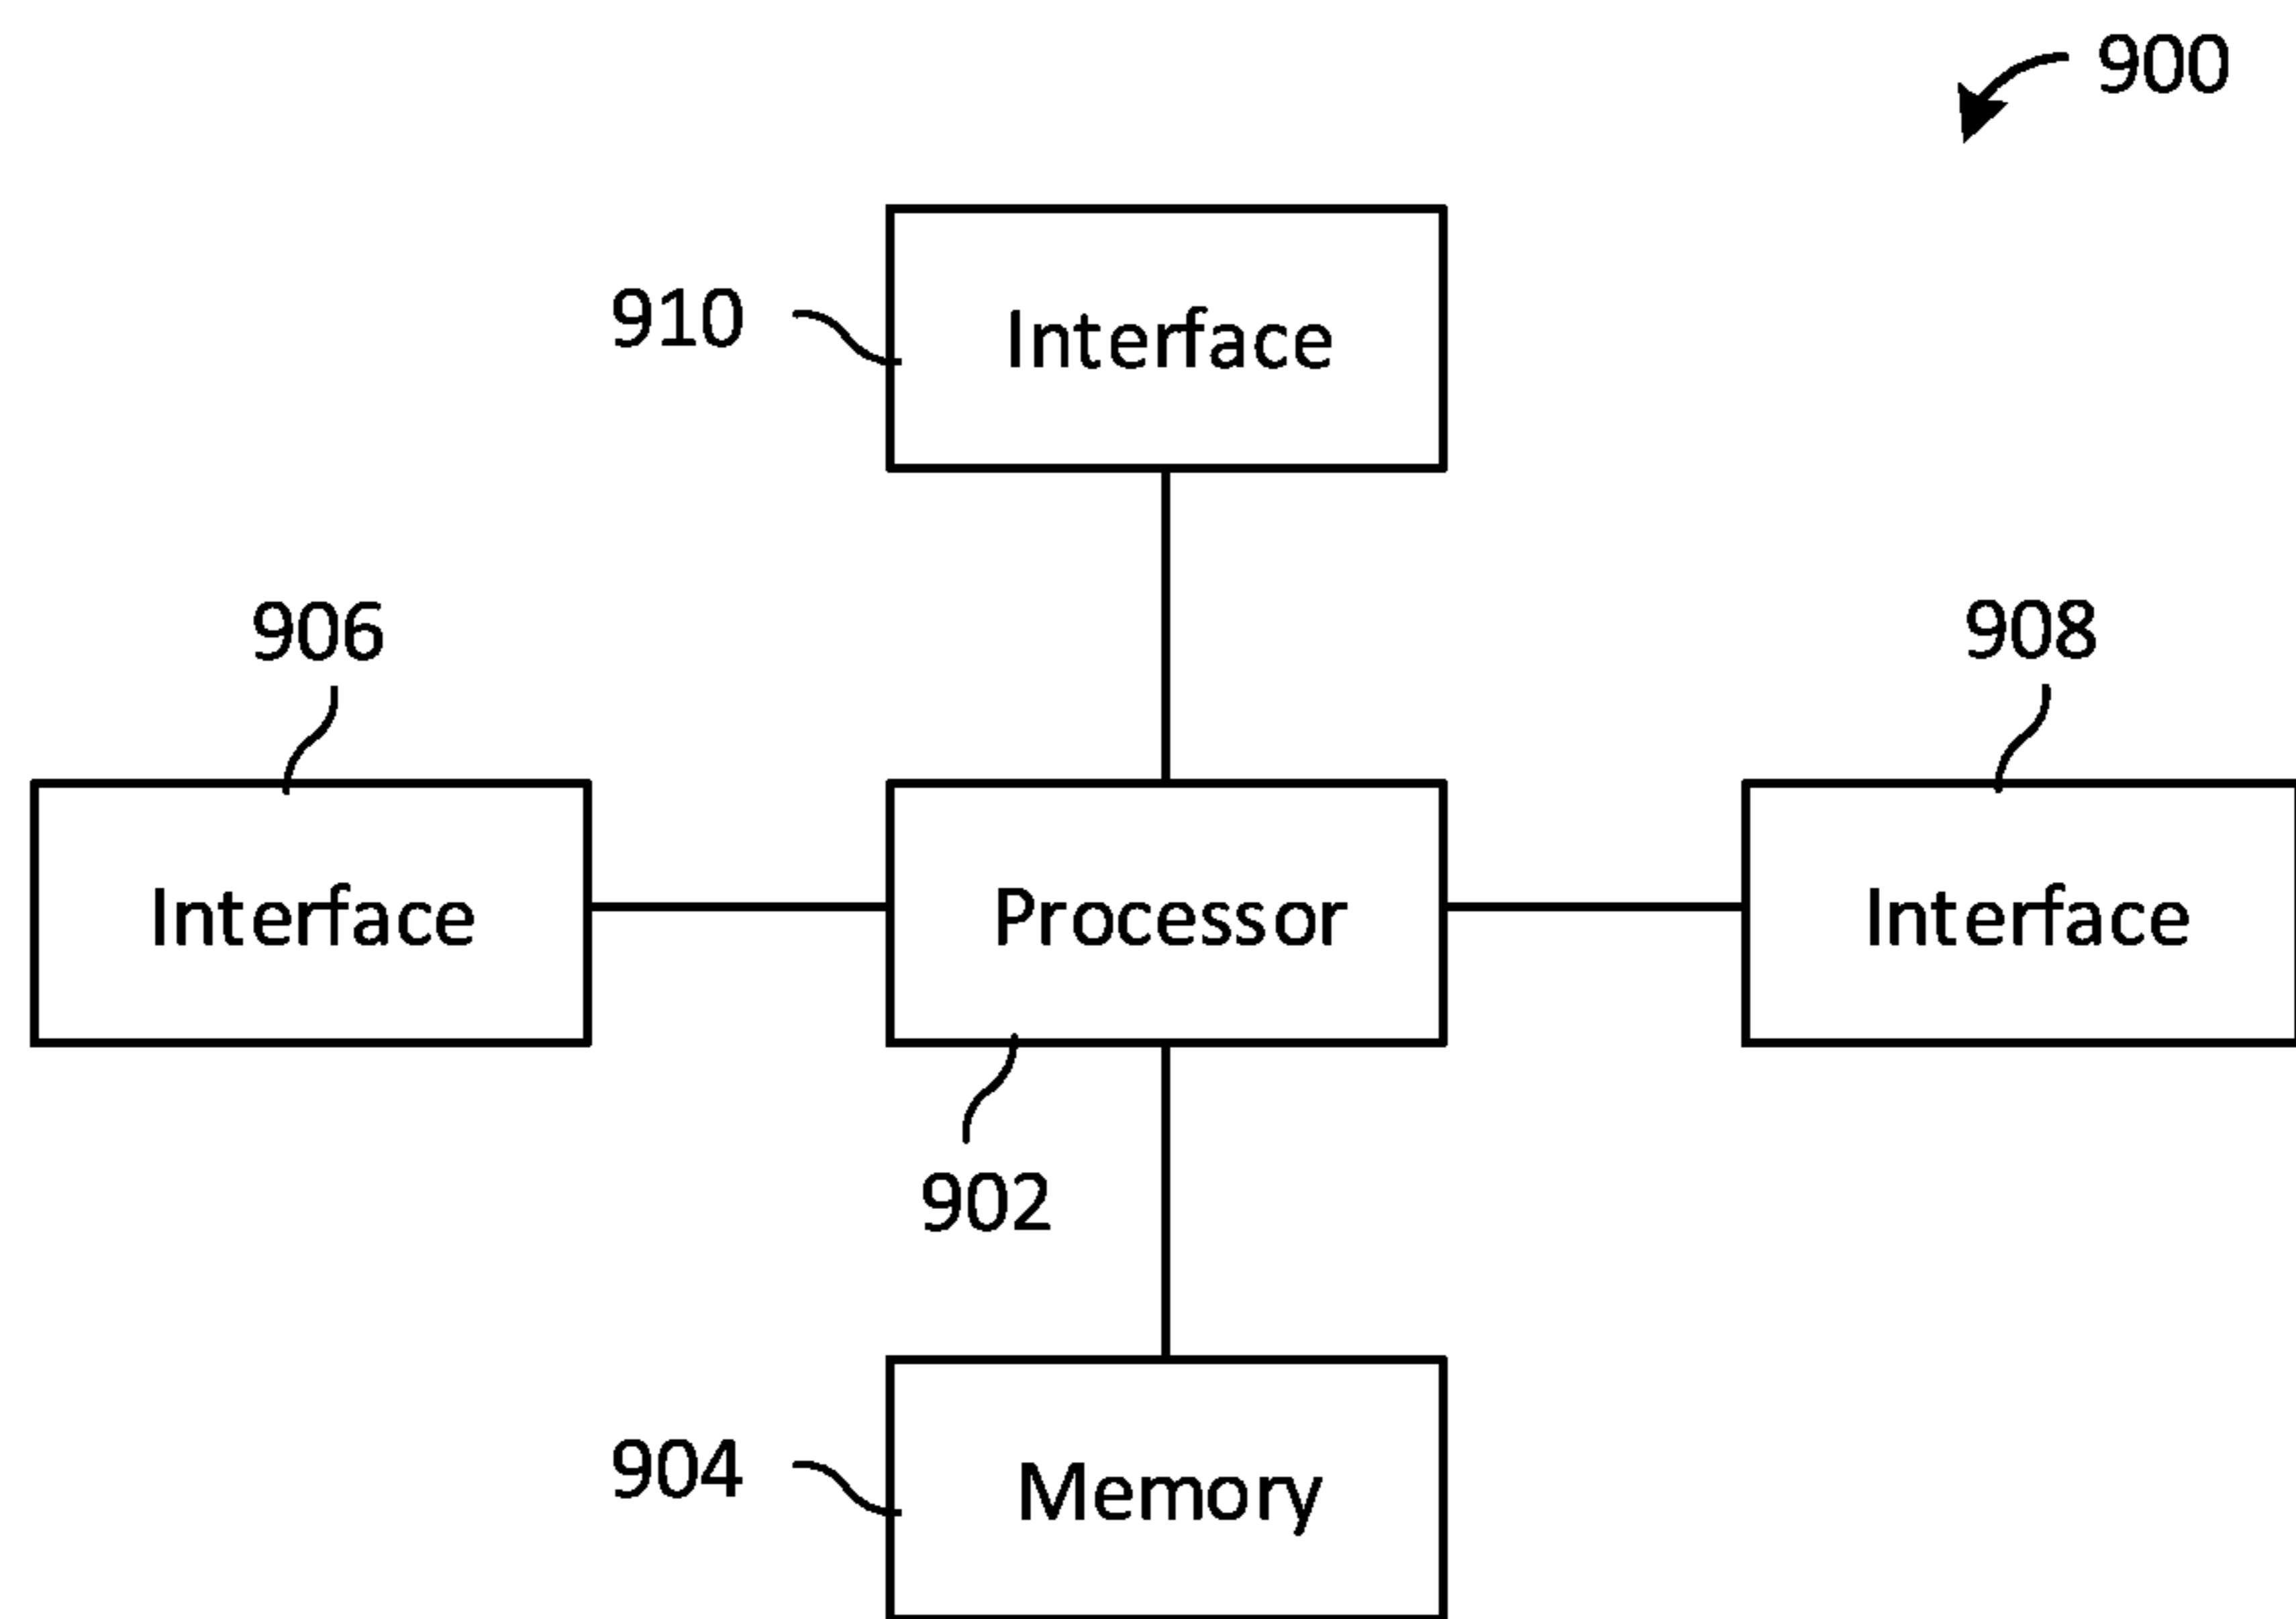 900
910
Interface
906
908
Interface
Processor
Interface
902
904
Memory